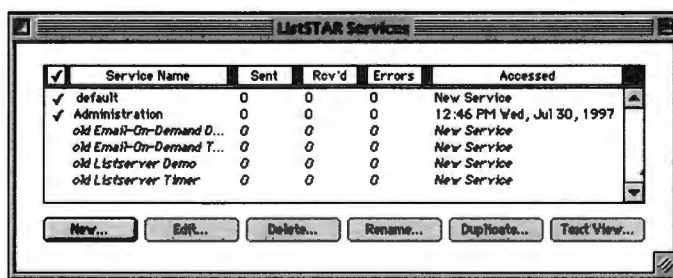 ListSTAR Services
✓ Service Name Sent Rcv'd Errors Accessed
✓ default 0 0 0 New Service
✓ Administration 0 0 0 12:46 PM Wed, Jul 30, 1997
old Email-On-Demand D... 0 0 0 New Service
old Email-On-Demand T... 0 0 0 New Service
old Listserver Demo 0 0 0 New Service
old Listserver Timer 0 0 0 New Service
New... Edit... Delete... Rename... Duplicate... Text View...